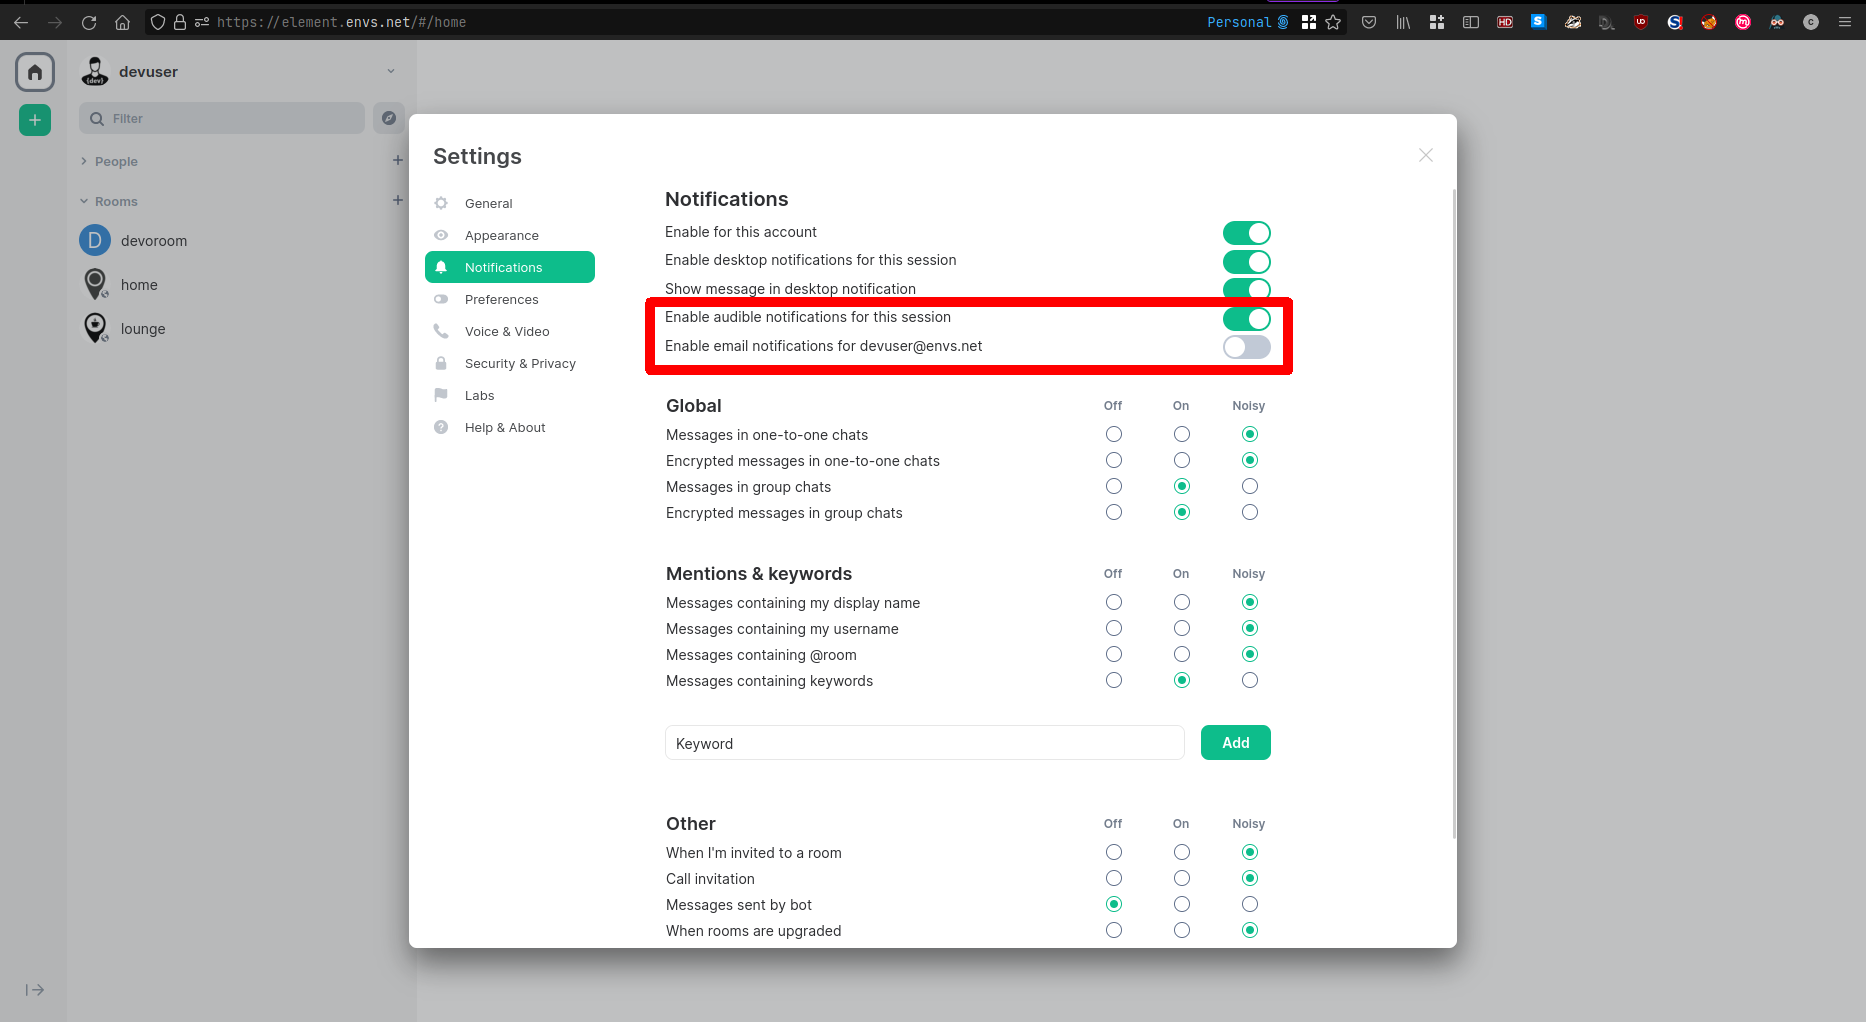 https://element.envs.net/#/home
Personal
HD
S
UD
S
m
C
devuser
{dev}
Filter
People
Rooms
D
devoroom
home
lounge
Settings
General
Appearance
Notifications
Preferences
Voice & Video
Security & Privacy
Labs
Help & About
Notifications
Enable for this account
Enable desktop notifications for this session
Show message in desktop notification
Enable audible notifications for this session
Enable email notifications for devuser@envs.net
Global Off On Noisy
Messages in one-to-one chats
Encrypted messages in one-to-one chats
Messages in group chats
Encrypted messages in group chats
Mentions & keywords Off On Noisy
Messages containing my display name
Messages containing my username
Messages containing @room
Messages containing keywords
Keyword Add
Other Off On Noisy
When I'm invited to a room
Call invitation
Messages sent by bot
When rooms are upgraded